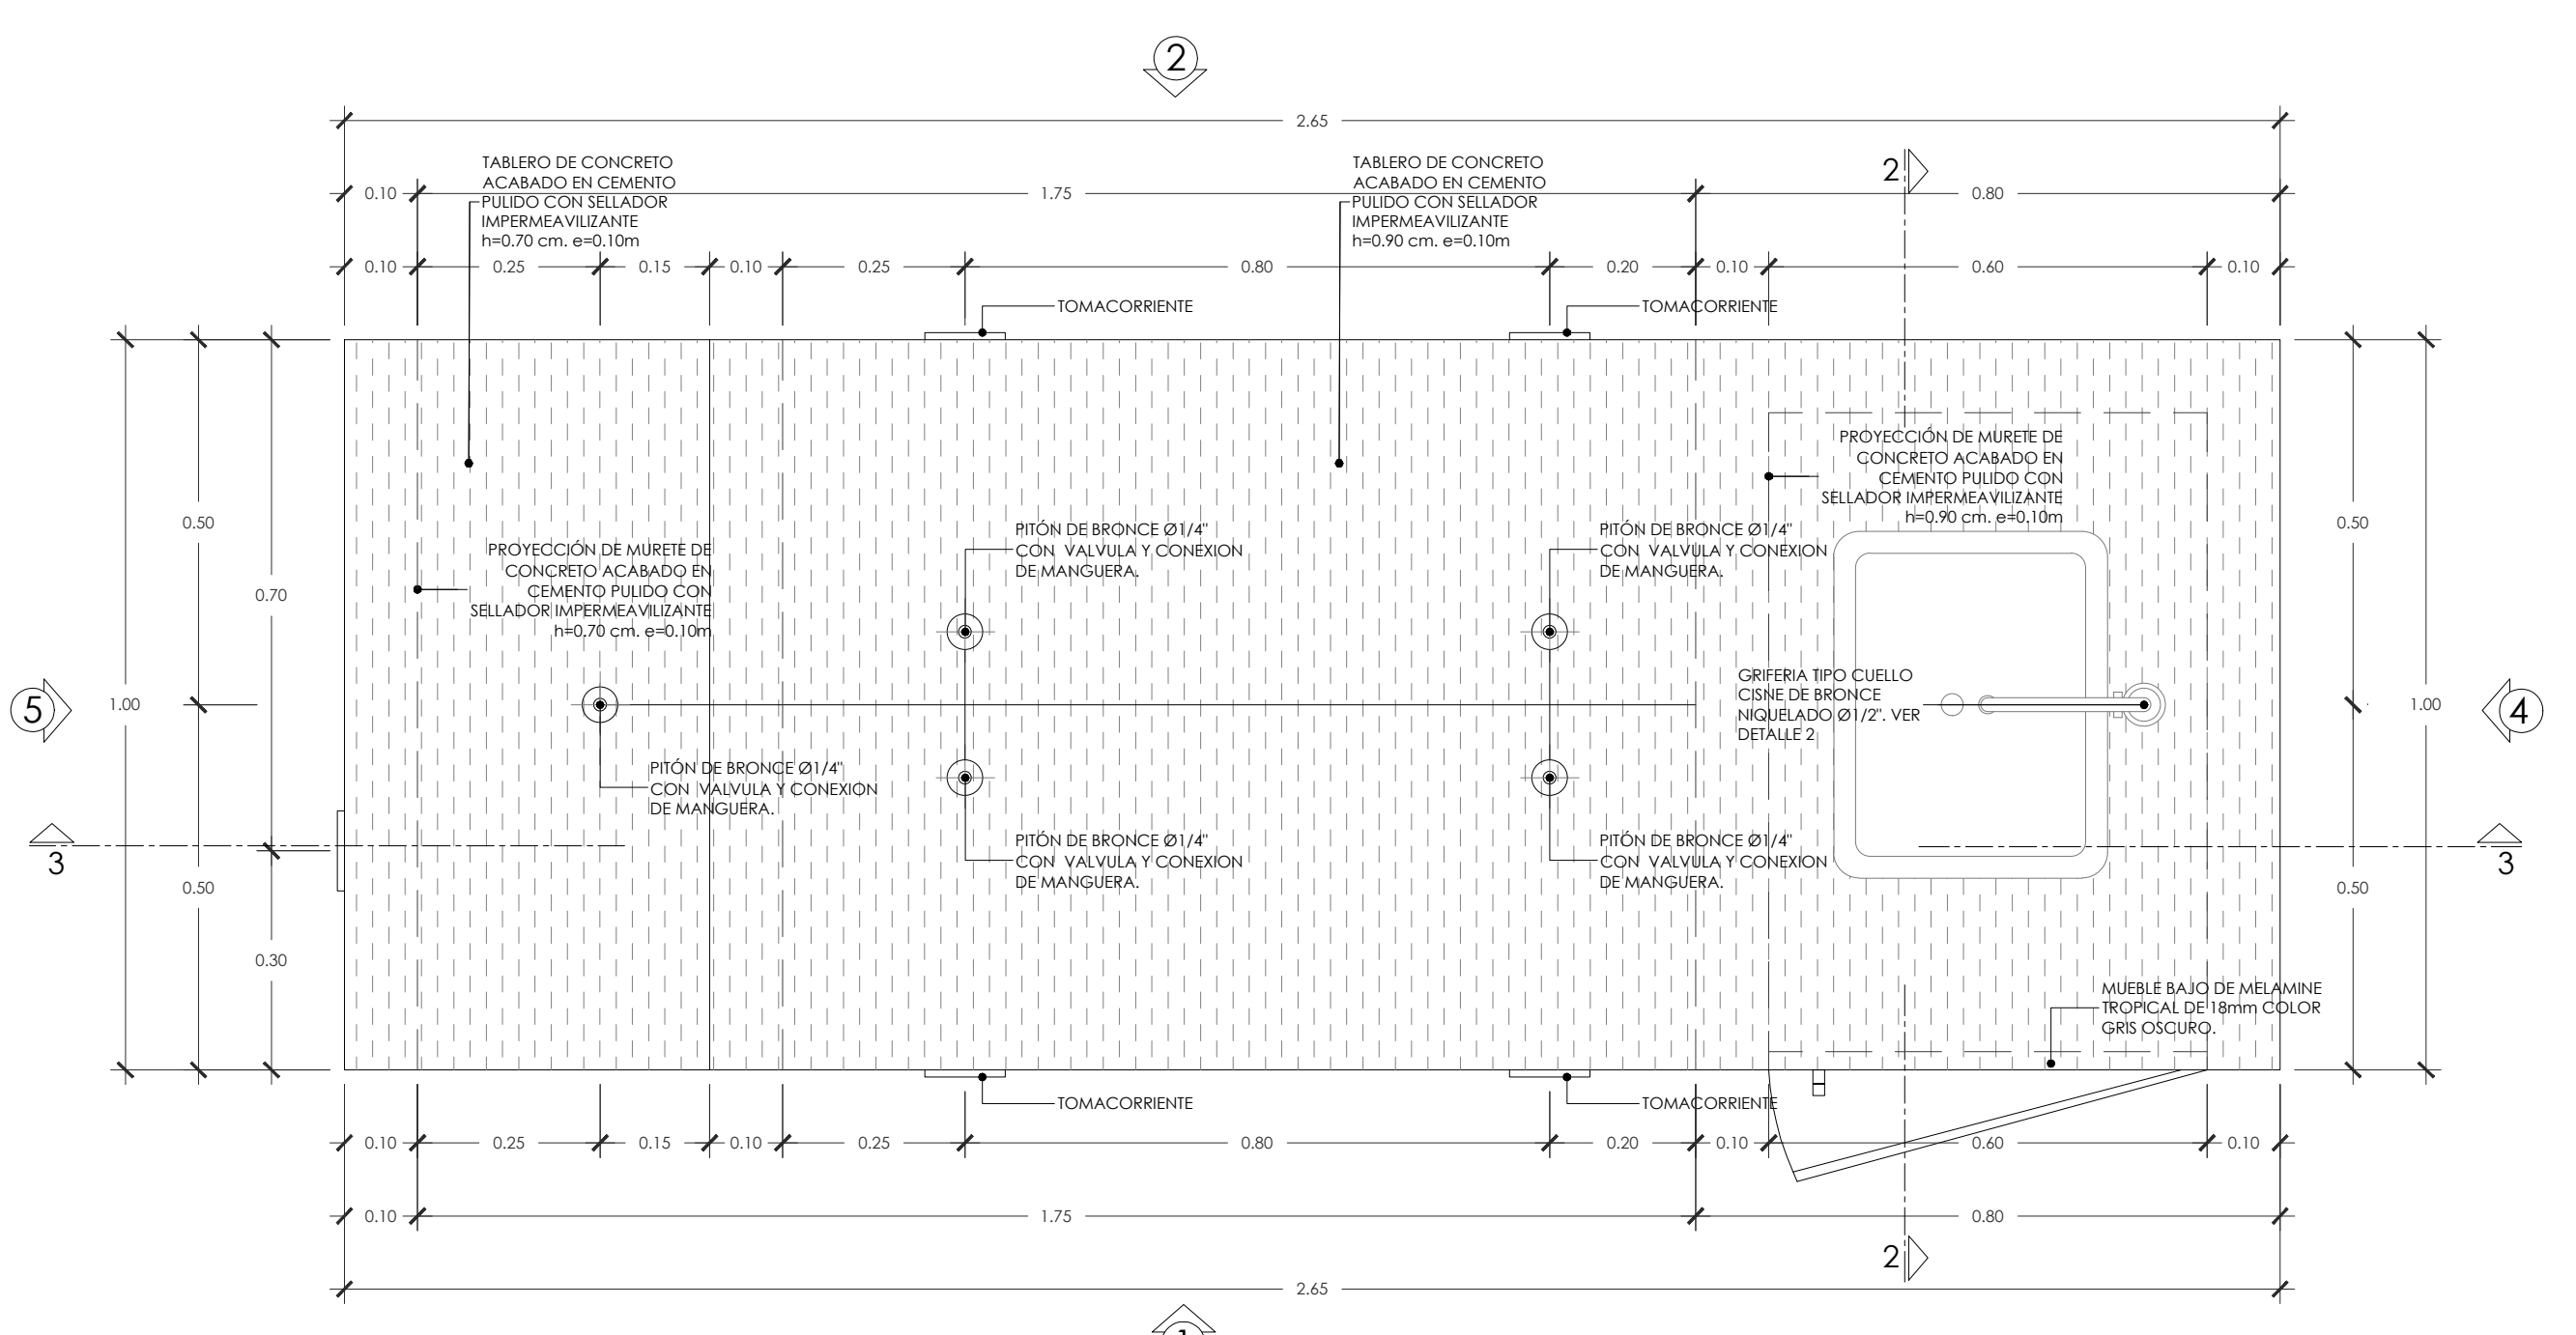 2
2.65
TABLERO DE CONCRETO
ACABADO EN CEMENTO
PULIDO CON SELLADOR
IMPERMEAVILIZANTE
h=0.70 cm. e=0.10m
TABLERO DE CONCRETO
ACABADO EN CEMENTO
PULIDO CON SELLADOR
IMPERMEAVILIZANTE
h=0.90 cm. e=0.10m
2
0.10
1.75
0.80
0.10
0.25
0.15
0.10
0.25
0.80
0.20
0.10
0.60
0.10
TOMACORRIENTE
TOMACORRIENTE
PROYECCIÓN DE MURETE DE
CONCRETO ACABADO EN
CEMENTO PULIDO CON
SELLADOR IMPERMEAVILIZANTE
h=0.90 cm. e=0.10m
0.50
0.50
PITÓN DE BRONCE Ø1/4"
CON VALVULA Y CONEXION
DE MANGUERA.
PITÓN DE BRONCE Ø1/4"
CON VALVULA Y CONEXION
DE MANGUERA.
PROYECCIÓN DE MURETE DE
CONCRETO ACABADO EN
CEMENTO PULIDO CON
SELLADOR IMPERMEAVILIZANTE
h=0.70 cm. e=0.10m
0.70
GRIFERIA TIPO CUELLO
CISNE DE BRONCE
NIQUELADO Ø1/2". VER
DETALLE 2
5
1.00
1.00
4
PITÓN DE BRONCE Ø1/4"
CON VALVULA Y CONEXION
DE MANGUERA.
PITÓN DE BRONCE Ø1/4"
CON VALVULA Y CONEXION
DE MANGUERA.
PITÓN DE BRONCE Ø1/4"
CON VALVULA Y CONEXION
DE MANGUERA.
3
3
0.50
0.50
0.30
MUEBLE BAJO DE MELAMINE
TROPICAL DE 18mm COLOR
GRIS OSCURO.
TOMACORRIENTE
TOMACORRIENTE
0.10
0.25
0.15
0.10
0.25
0.80
0.20
0.10
0.60
0.10
0.10
1.75
0.80
2
2.65